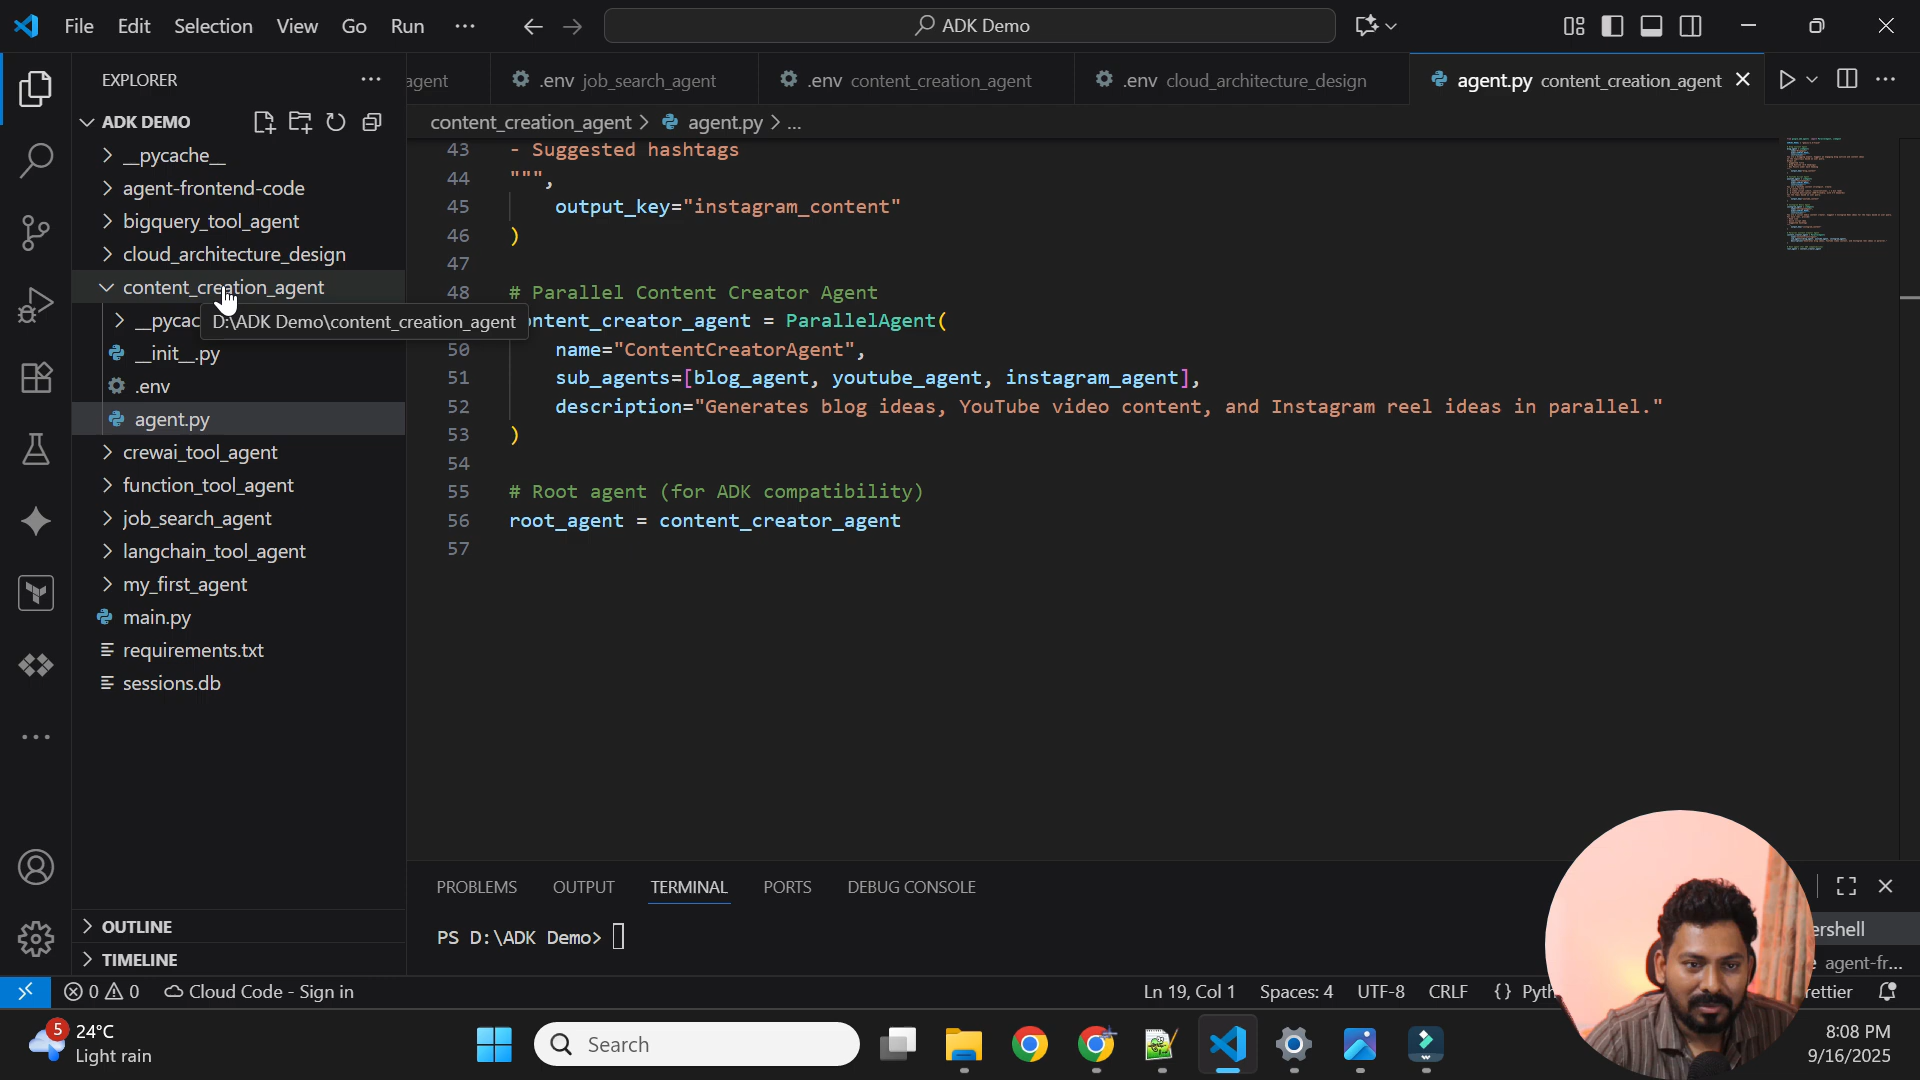 File Edit Selection View Go Run ···
ADK Demo
EXPLORER
agent
.env job_search_agent
.env content_creation_agent
.env cloud_architecture_design
agent.py content_creation_agent
ADK DEMO
content_creation_agent > agent.py > ...
__pycache__
agent-frontend-code
bigquery_tool_agent
cloud_architecture_design
content_creation_agent
D:\ADK Demo\content_creation_agent
__pycac
__init__.py
.env
agent.py
crewai_tool_agent
function_tool_agent
job_search_agent
langchain_tool_agent
my_first_agent
main.py
requirements.txt
sessions.db
OUTLINE
TIMELINE
43 - Suggested hashtags
44 """,
45 output_key="instagram_content"
46 )
47
48 # Parallel Content Creator Agent
ntent_creator_agent = ParallelAgent(
50 name="ContentCreatorAgent",
51 sub_agents=[blog_agent, youtube_agent, instagram_agent],
52 description="Generates blog ideas, YouTube video content, and Instagram reel ideas in parallel."
53 )
54
55 # Root agent (for ADK compatibility)
56 root_agent = content_creator_agent
57
PROBLEMS OUTPUT TERMINAL PORTS DEBUG CONSOLE
PS D:\ADK Demo>
ershell
agent-fr...
0 0 Cloud Code - Sign in
Ln 19, Col 1 Spaces: 4 UTF-8 CRLF {} Pyth
rettier
5
24°C
Light rain
Search
8:08 PM
9/16/2025